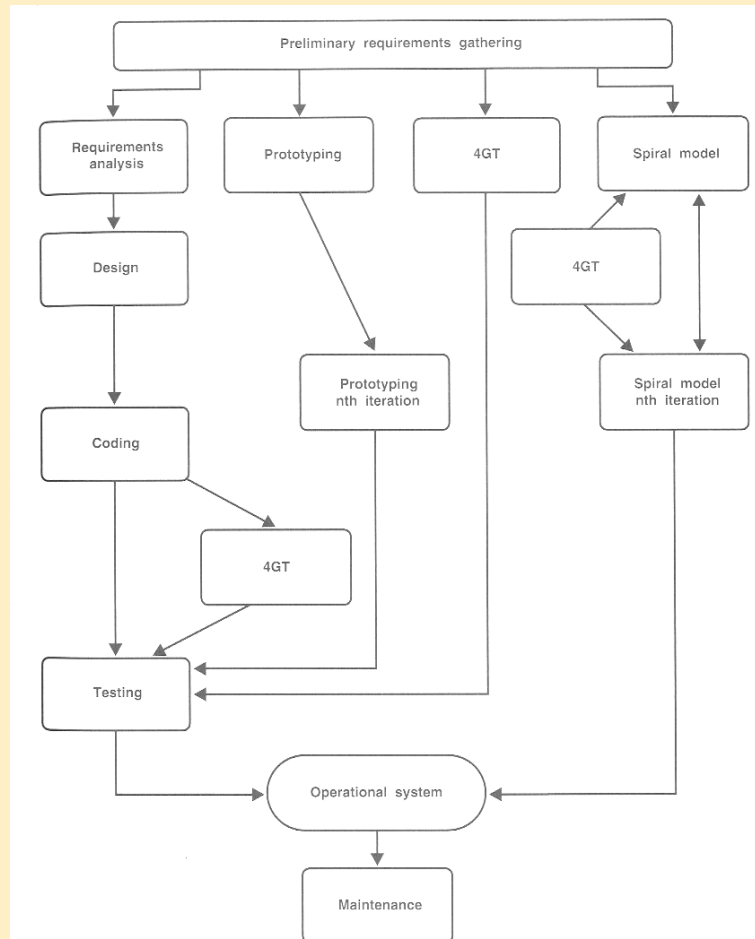 Preliminary requirements gathering
Requirements
analysis
Prototyping
4GT
Spiral model
Design
4GT
Prototyping
nth iteration
Spiral model
nth iteration
Coding
4GT
Testing
Operational system
Maintenance